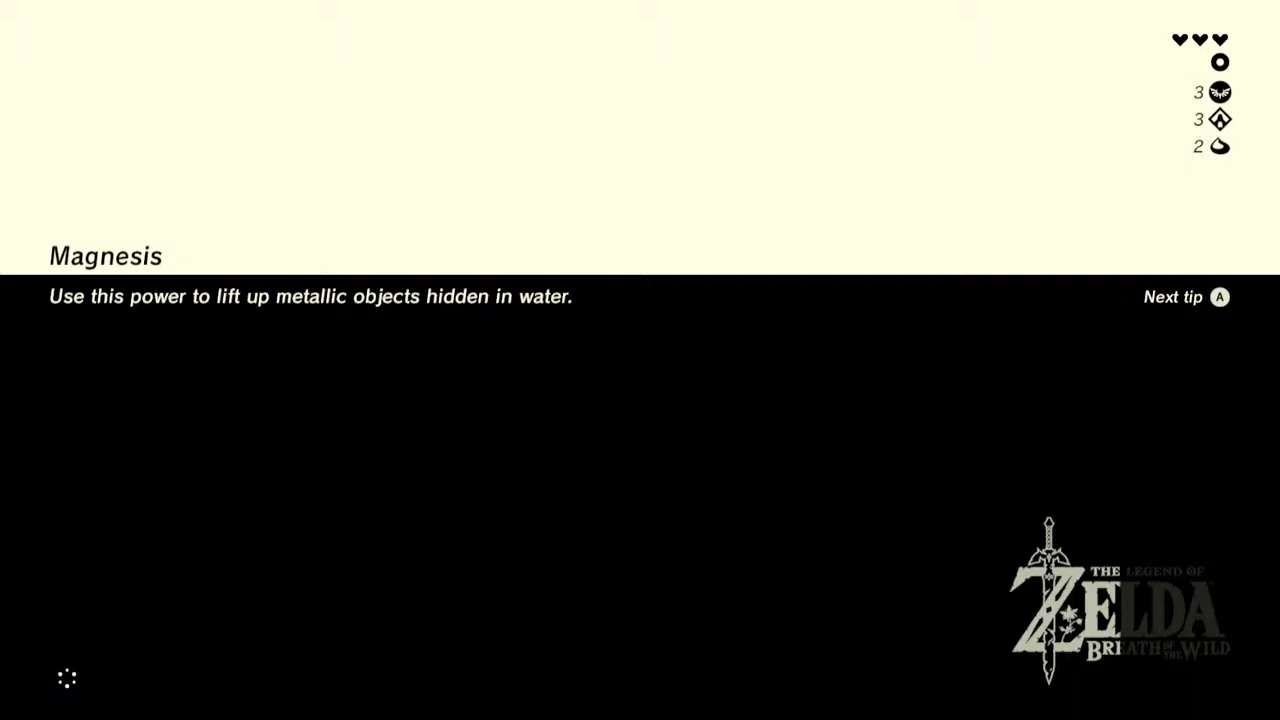 3
3
2
Magnesis
Use this power to lift up metallic objects hidden in water.
Next tip A
THE LEGEND OF
ZELDA
BREATH OF THE WILD